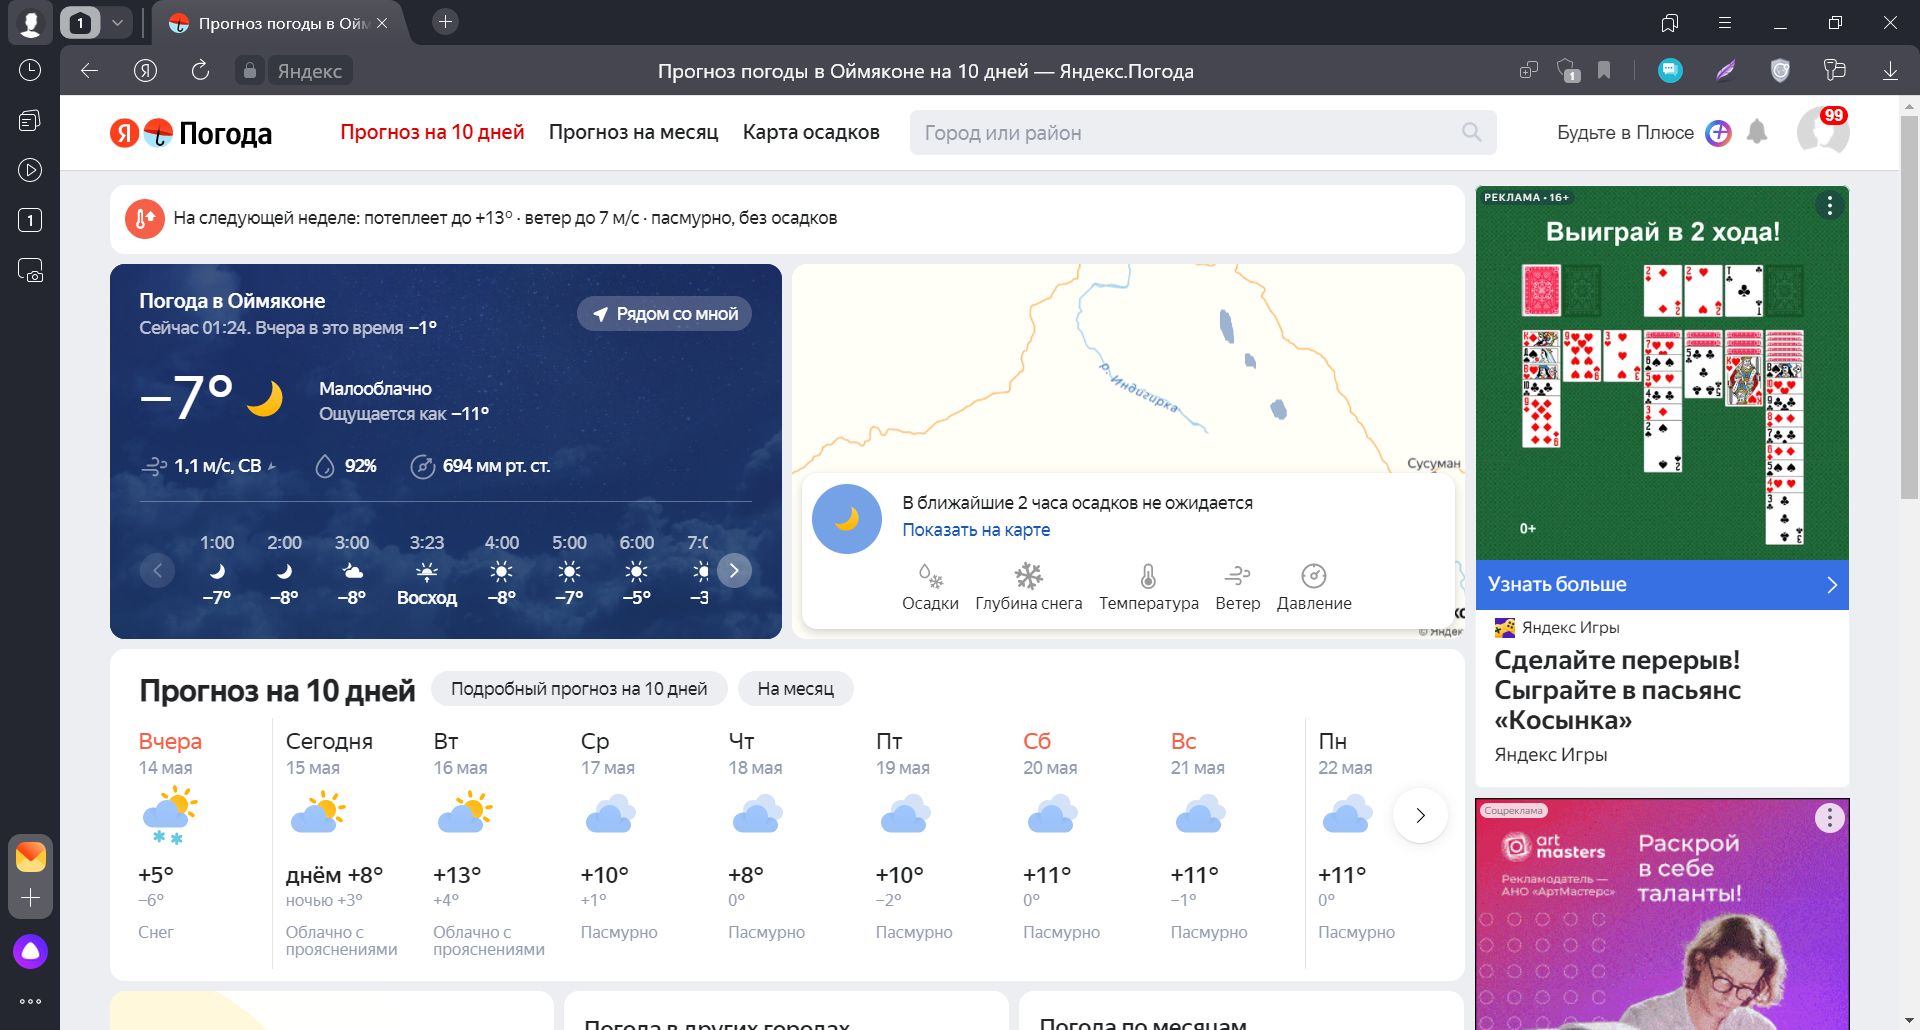 1
Прогноз погоды в Ойм
Яндекс
Прогноз погоды в Оймяконе на 10 дней — Яндекс.Погода
1
1
Я Погода
Прогноз на 10 дней
Прогноз на месяц
Карта осадков
Город или район
Будьте в Плюсе
99
На следующей неделе: потеплеет до +13° · ветер до 7 м/с · пасмурно, без осадков
Погода в Оймяконе
Сейчас 01:24. Вчера в это время −1°
Рядом со мной
−7°
Малооблачно
Ощущается как −11°
1,1 м/с, СВ 92% 694 мм рт. ст.
1:00 2:00 3:00 3:23 4:00 5:00 6:00
−7° −8° −8° Восход −8° −7° −5°
р. Индигирка
Сусуман
В ближайшие 2 часа осадков не ожидается
Показать на карте
Осадки Глубина снега Температура Ветер Давление
Прогноз на 10 дней
Подробный прогноз на 10 дней
На месяц
Вчера Сегодня Вт Ср Чт Пт Сб Вс Пн
14 мая 15 мая 16 мая 17 мая 18 мая 19 мая 20 мая 21 мая 22 мая
+5° днём +8° +13° +10° +8° +10° +11° +11° +11°
−6° ночью +3° +4° +1° 0° −2° 0° −1° 0°
Снег Облачно с Облачно с Пасмурно Пасмурно Пасмурно Пасмурно Пасмурно Пасмурно
прояснениями прояснениями
Погода в других городах
Погода по месяцам
РЕКЛАМА • 16+
Выиграй в 2 хода!
0+
Узнать больше
Яндекс Игры
Сделайте перерыв!
Сыграйте в пасьянс
«Косынка»
Яндекс Игры
Соцреклама
art
masters
Рекламодатель —
АНО «АртМастерс»
Раскрой
в себе
таланты!